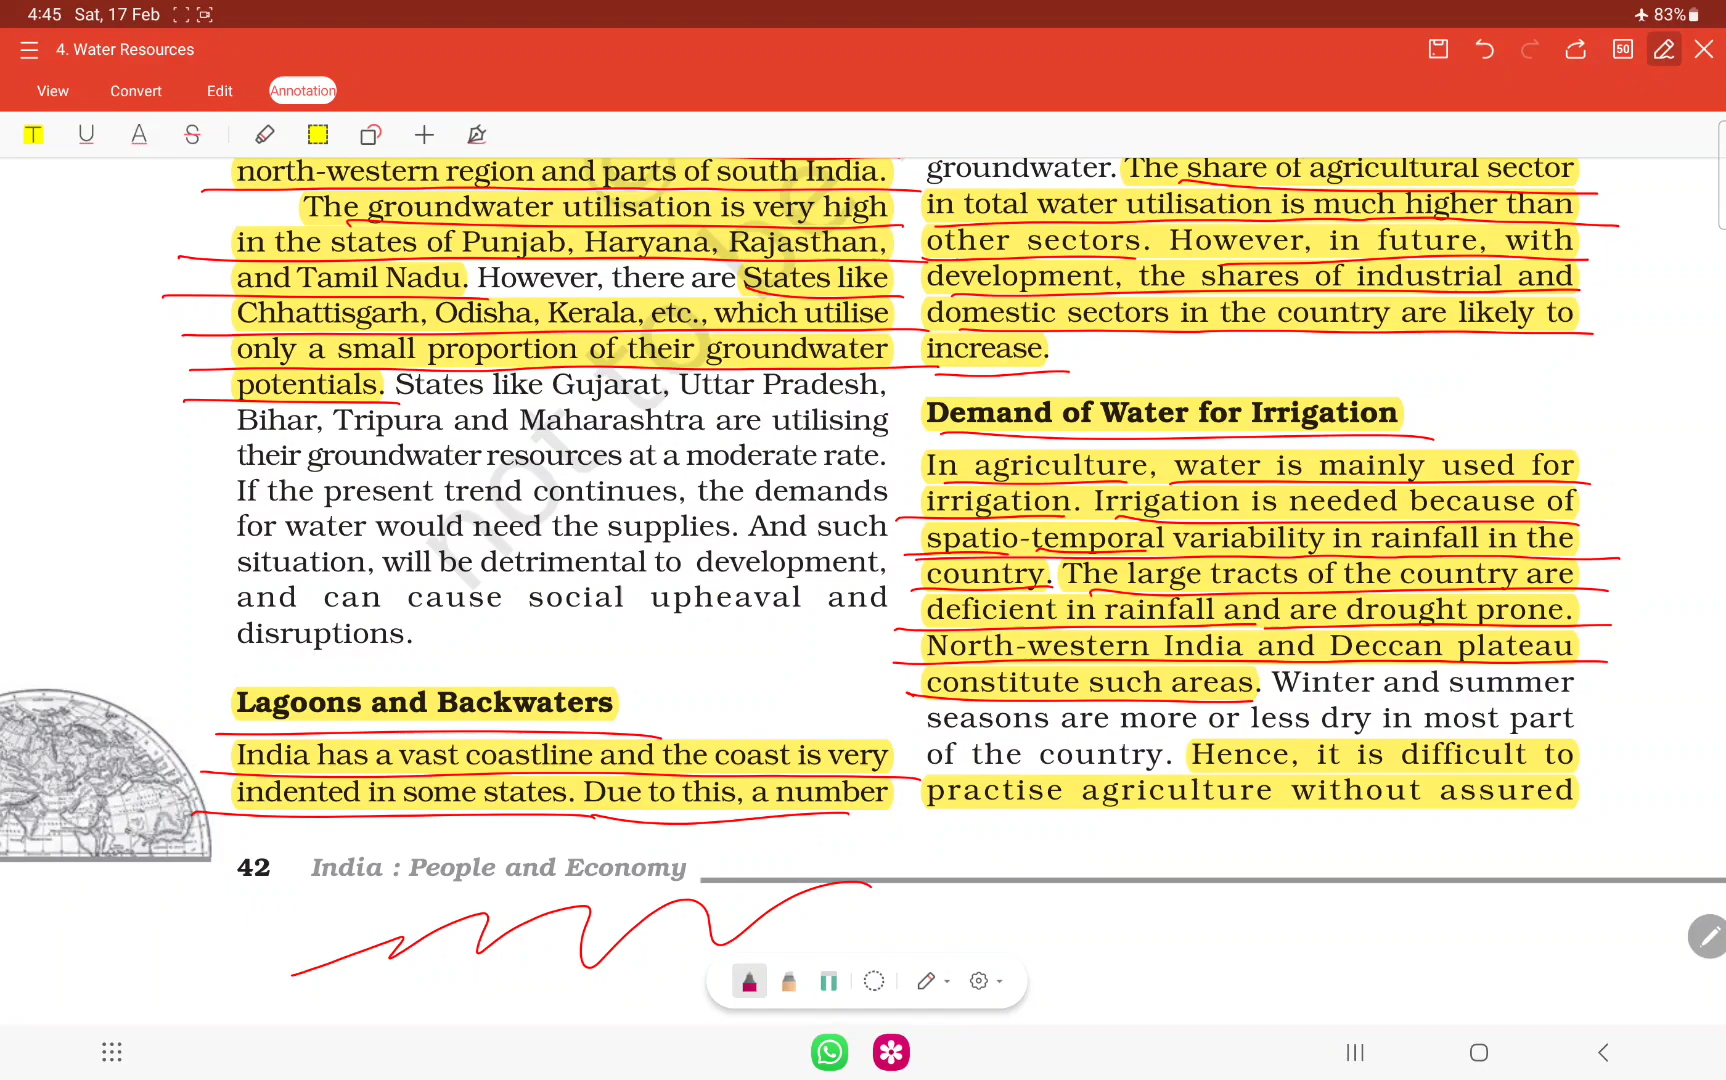 4:45 Sat, 17 Feb
83%
4. Water Resources
50
View Convert Edit Annotation
T U A S
north-western region and parts of south India.
The groundwater utilisation is very high
in the states of Punjab, Haryana, Rajasthan,
and Tamil Nadu. However, there are States like
Chhattisgarh, Odisha, Kerala, etc., which utilise
only a small proportion of their groundwater
potentials. States like Gujarat, Uttar Pradesh,
Bihar, Tripura and Maharashtra are utilising
their groundwater resources at a moderate rate.
If the present trend continues, the demands
for water would need the supplies. And such
situation, will be detrimental to development,
and can cause social upheaval and
disruptions.
Lagoons and Backwaters
India has a vast coastline and the coast is very
indented in some states. Due to this, a number
groundwater. The share of agricultural sector
in total water utilisation is much higher than
other sectors. However, in future, with
development, the shares of industrial and
domestic sectors in the country are likely to
increase.
Demand of Water for Irrigation
In agriculture, water is mainly used for
irrigation. Irrigation is needed because of
spatio-temporal variability in rainfall in the
country. The large tracts of the country are
deficient in rainfall and are drought prone.
North-western India and Deccan plateau
constitute such areas. Winter and summer
seasons are more or less dry in most part
of the country. Hence, it is difficult to
practise agriculture without assured
not to be
42 India : People and Economy